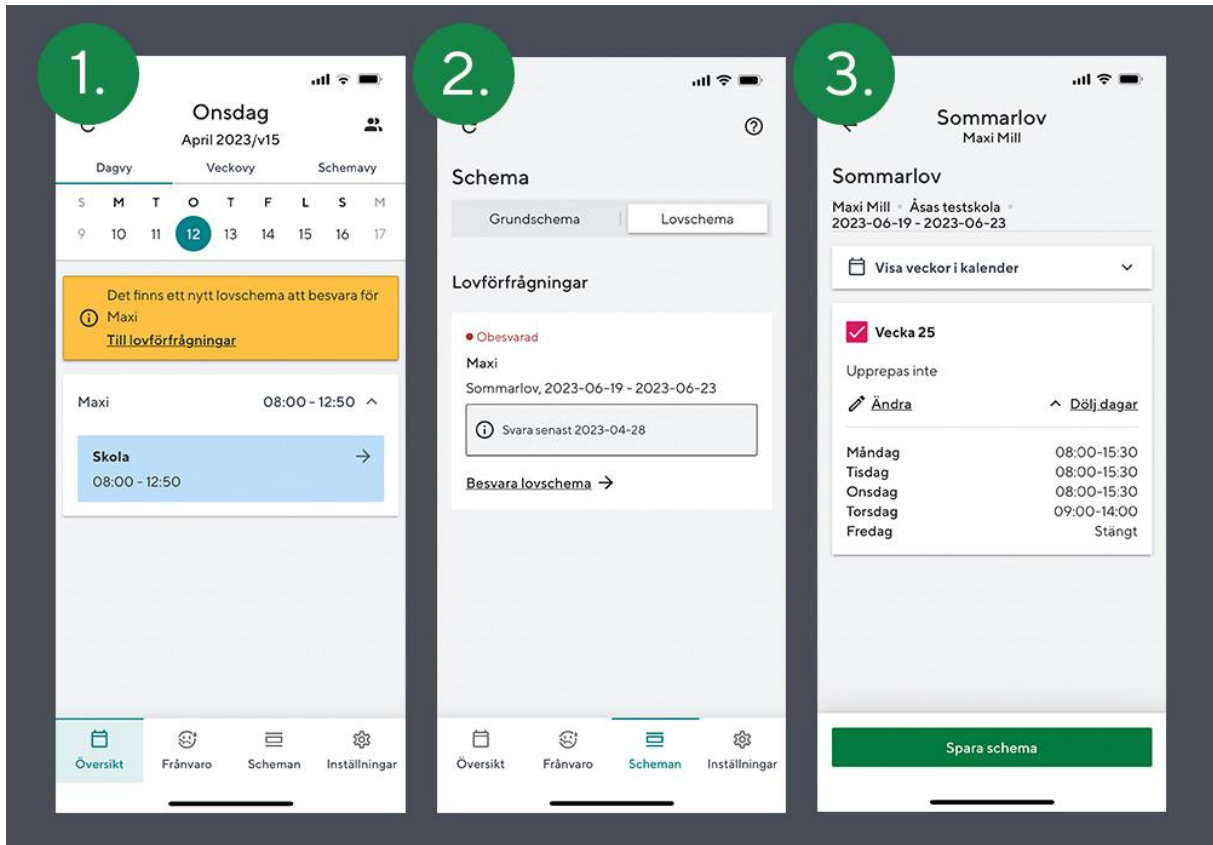 1.
Onsdag
April 2023/v15
Dagvy Veckovy Schemavy
S M T O T F L S M
9 10 11 12 13 14 15 16 17
Det finns ett nytt lovschema att besvara för
Maxi
Till lovförfrågningar
Maxi 08:00 - 12:50
Skola
08:00 - 12:50
Översikt Frånvaro Scheman Inställningar
2.
Schema
Grundschema Lovschema
Lovförfrågningar
Obesvarad
Maxi
Sommarlov, 2023-06-19 - 2023-06-23
Svara senast 2023-04-28
Besvara lovschema
Översikt Frånvaro Scheman Inställningar
3.
Sommarlov
Maxi Mill
Sommarlov
Maxi Mill Åsas testskola
2023-06-19 - 2023-06-23
Visa veckor i kalender
Vecka 25
Upprepas inte
Ändra Dölj dagar
Måndag 08:00-15:30
Tisdag 08:00-15:30
Onsdag 08:00-15:30
Torsdag 09:00-14:00
Fredag Stängt
Spara schema